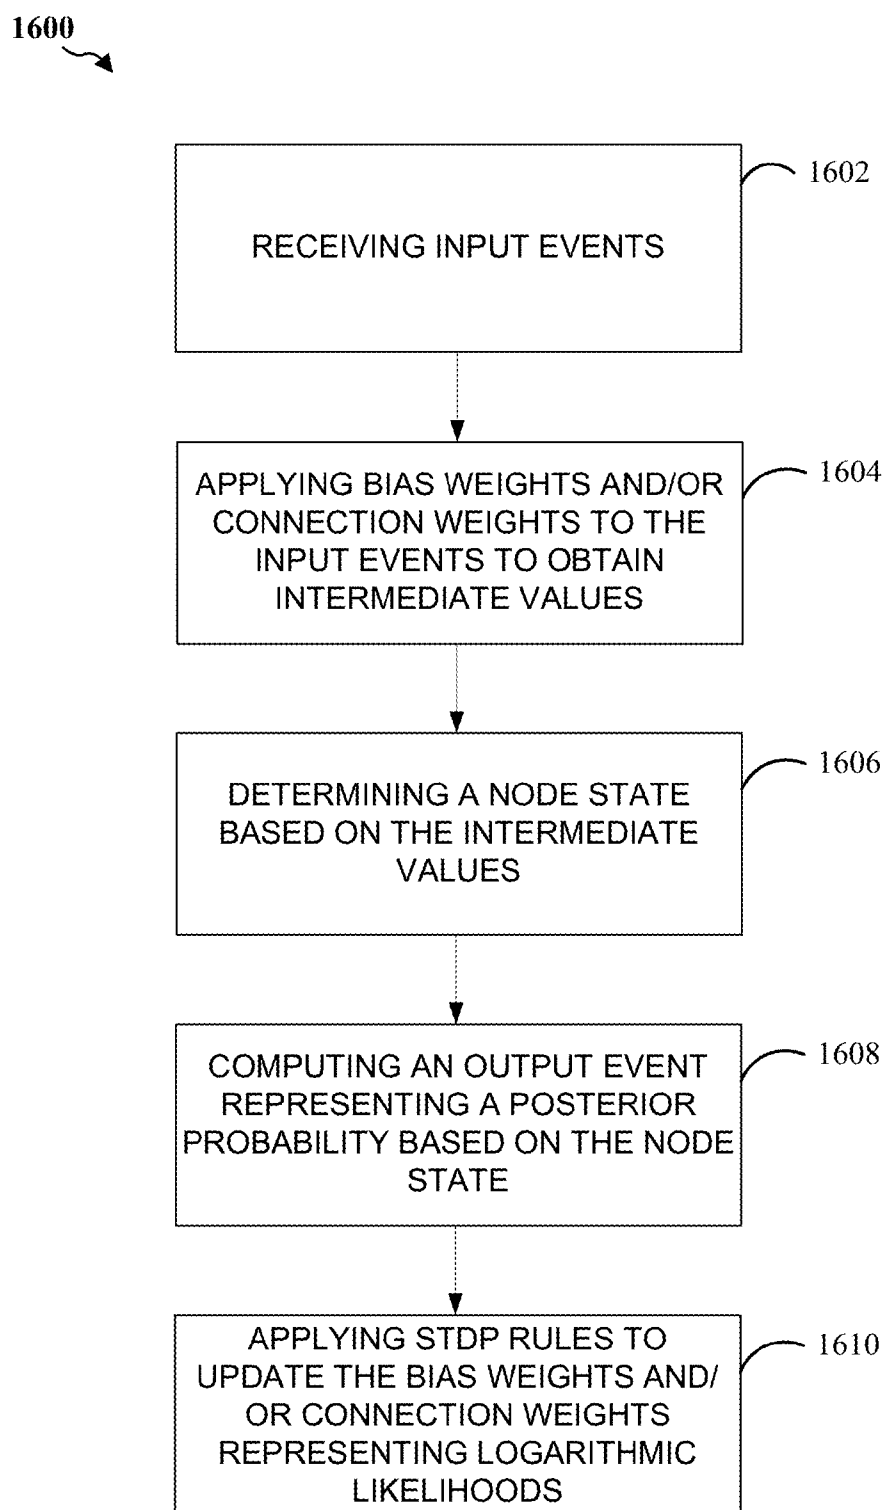 1600
RECEIVING INPUT EVENTS
1602
APPLYING BIAS WEIGHTS AND/OR
CONNECTION WEIGHTS TO THE
INPUT EVENTS TO OBTAIN
INTERMEDIATE VALUES
1604
DETERMINING A NODE STATE
BASED ON THE INTERMEDIATE
VALUES
1606
COMPUTING AN OUTPUT EVENT
REPRESENTING A POSTERIOR
PROBABILITY BASED ON THE NODE
STATE
1608
APPLYING STDP RULES TO
UPDATE THE BIAS WEIGHTS AND/
OR CONNECTION WEIGHTS
REPRESENTING LOGARITHMIC
LIKELIHOODS
1610